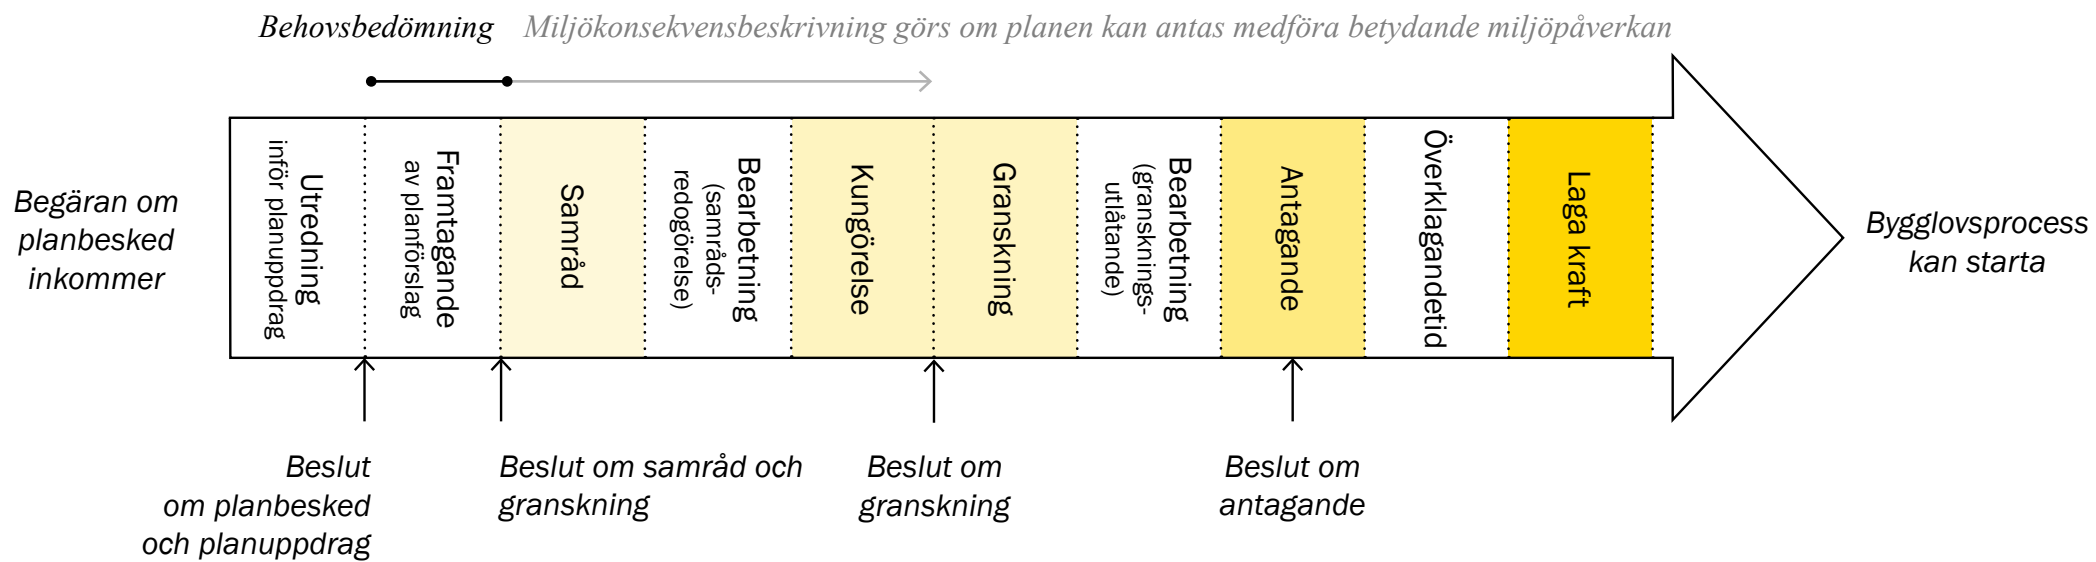 Behovsbedömning Miljökonsekvensbeskrivning görs om planen kan antas medföra betydande miljöpåverkan
Begäran om
planbesked
inkommer
Utredning
inför planuppdrag
Framtagande
av planförslag
Samråd
Bearbetning
(samråds-
redogörelse)
Kungörelse
Granskning
Bearbetning
(gransknings-
utlåtande)
Antagande
Överklagandetid
Laga kraft
Bygglovsprocess
kan starta
Beslut
om planbesked
och planuppdrag
Beslut om samråd och
granskning
Beslut om
granskning
Beslut om
antagande